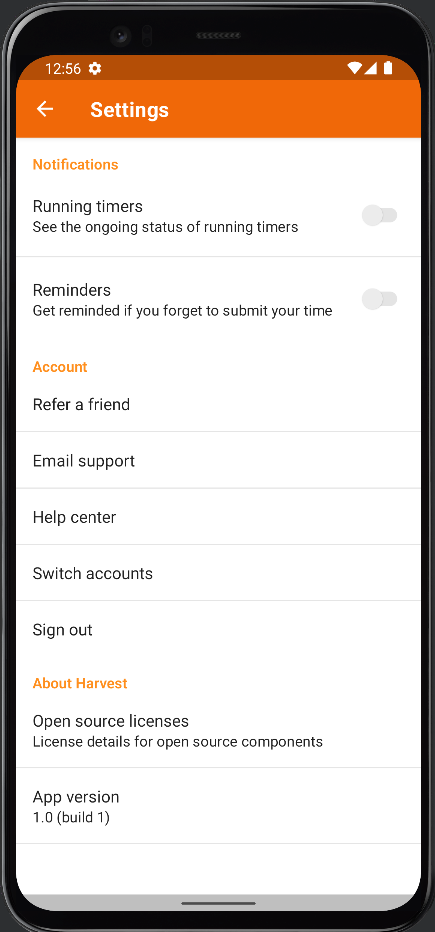 12:56
Settings
Notifications
Running timers
See the ongoing status of running timers
Reminders
Get reminded if you forget to submit your time
Account
Refer a friend
Email support
Help center
Switch accounts
Sign out
About Harvest
Open source licenses
License details for open source components
App version
1.0 (build 1)